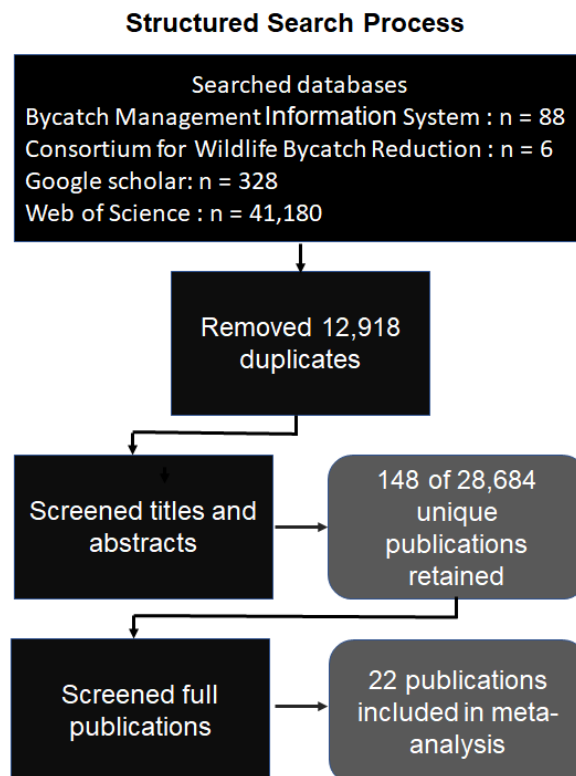 Structured Search Process
Searched databases
Bycatch Management Information System : n = 88
Consortium for Wildlife Bycatch Reduction : n = 6
Google scholar: n = 328
Web of Science : n = 41,180
Removed 12,918
duplicates
Screened titles and
abstracts
148 of 28,684
unique
publications
retained
Screened full
publications
22 publications
included in meta-
analysis